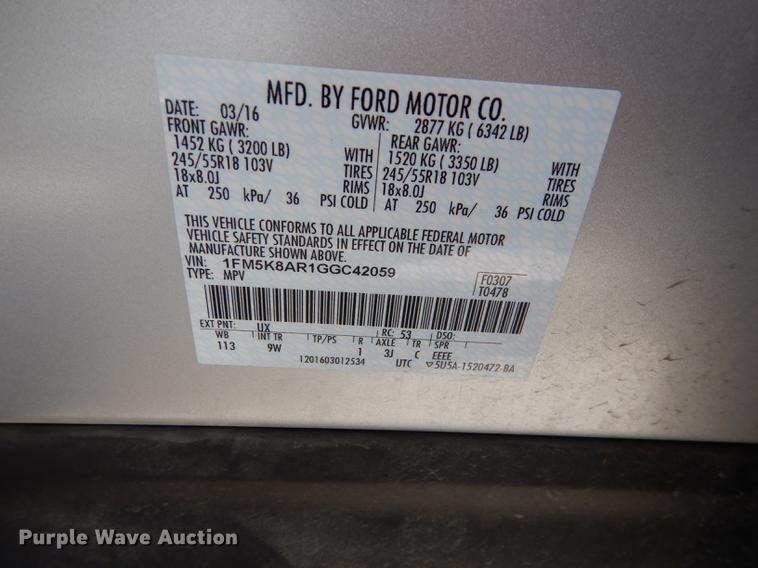 MFD. BY FORD MOTOR CO.
DATE: 03/16 GVWR: 2877 KG ( 6342 LB)
FRONT GAWR: REAR GAWR:
1452 KG ( 3200 LB) WITH 1520 KG ( 3350 LB) WITH
245/55R18 103V TIRES 245/55R18 103V TIRES
18x8.0J RIMS 18x8.0J RIMS
AT 250 kPa/ 36 PSI COLD AT 250 kPa/ 36 PSI COLD
THIS VEHICLE CONFORMS TO ALL APPLICABLE FEDERAL MOTOR
VEHICLE SAFETY STANDARDS IN EFFECT ON THE DATE OF
MANUFACTURE SHOWN ABOVE.
VIN: 1FM5K8AR1GGC42059
TYPE: MPV
F0307
T0478
EXT PNT: UX RC: 53 DSO:
WB INT TR TP/PS R AXLE TR SPR
113 9W 1 3J C EEEE
1201603012534 UTC ▽5U5A-1520472-BA
Purple Wave Auction